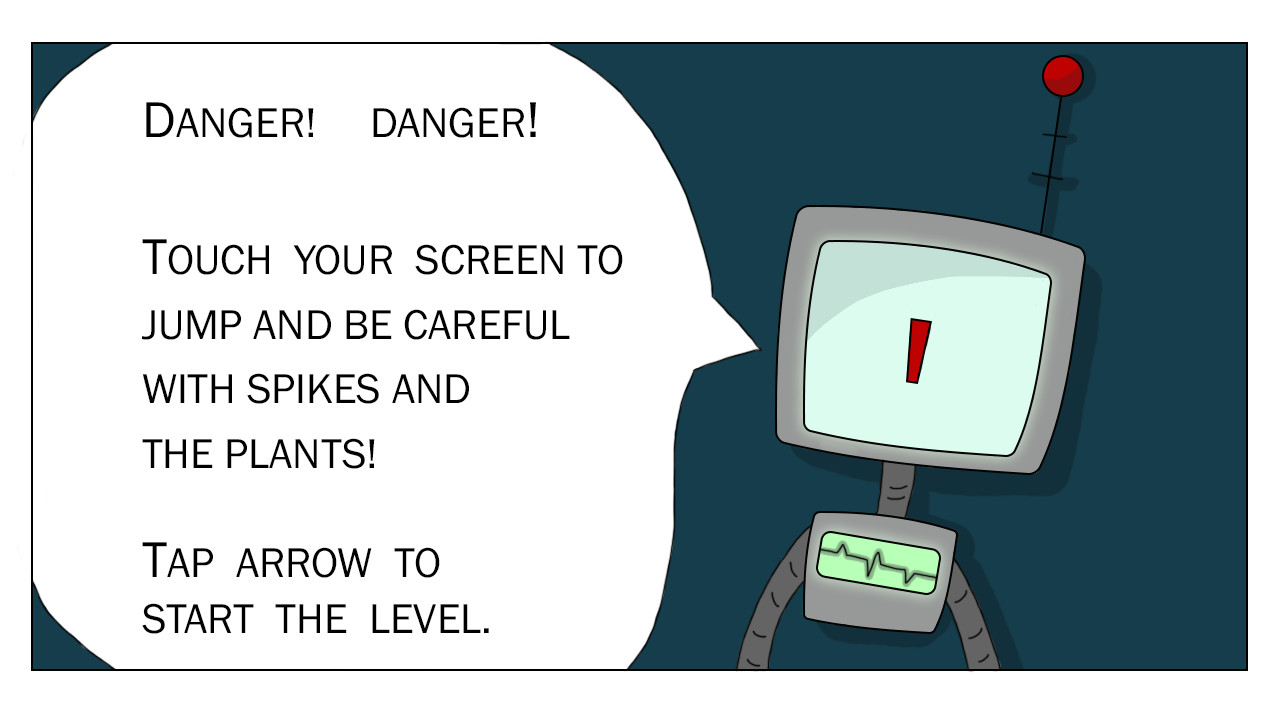 DANGER! DANGER!
TOUCH YOUR SCREEN TO
JUMP AND BE CAREFUL
WITH SPIKES AND
THE PLANTS!
TAP ARROW TO
START THE LEVEL.
!